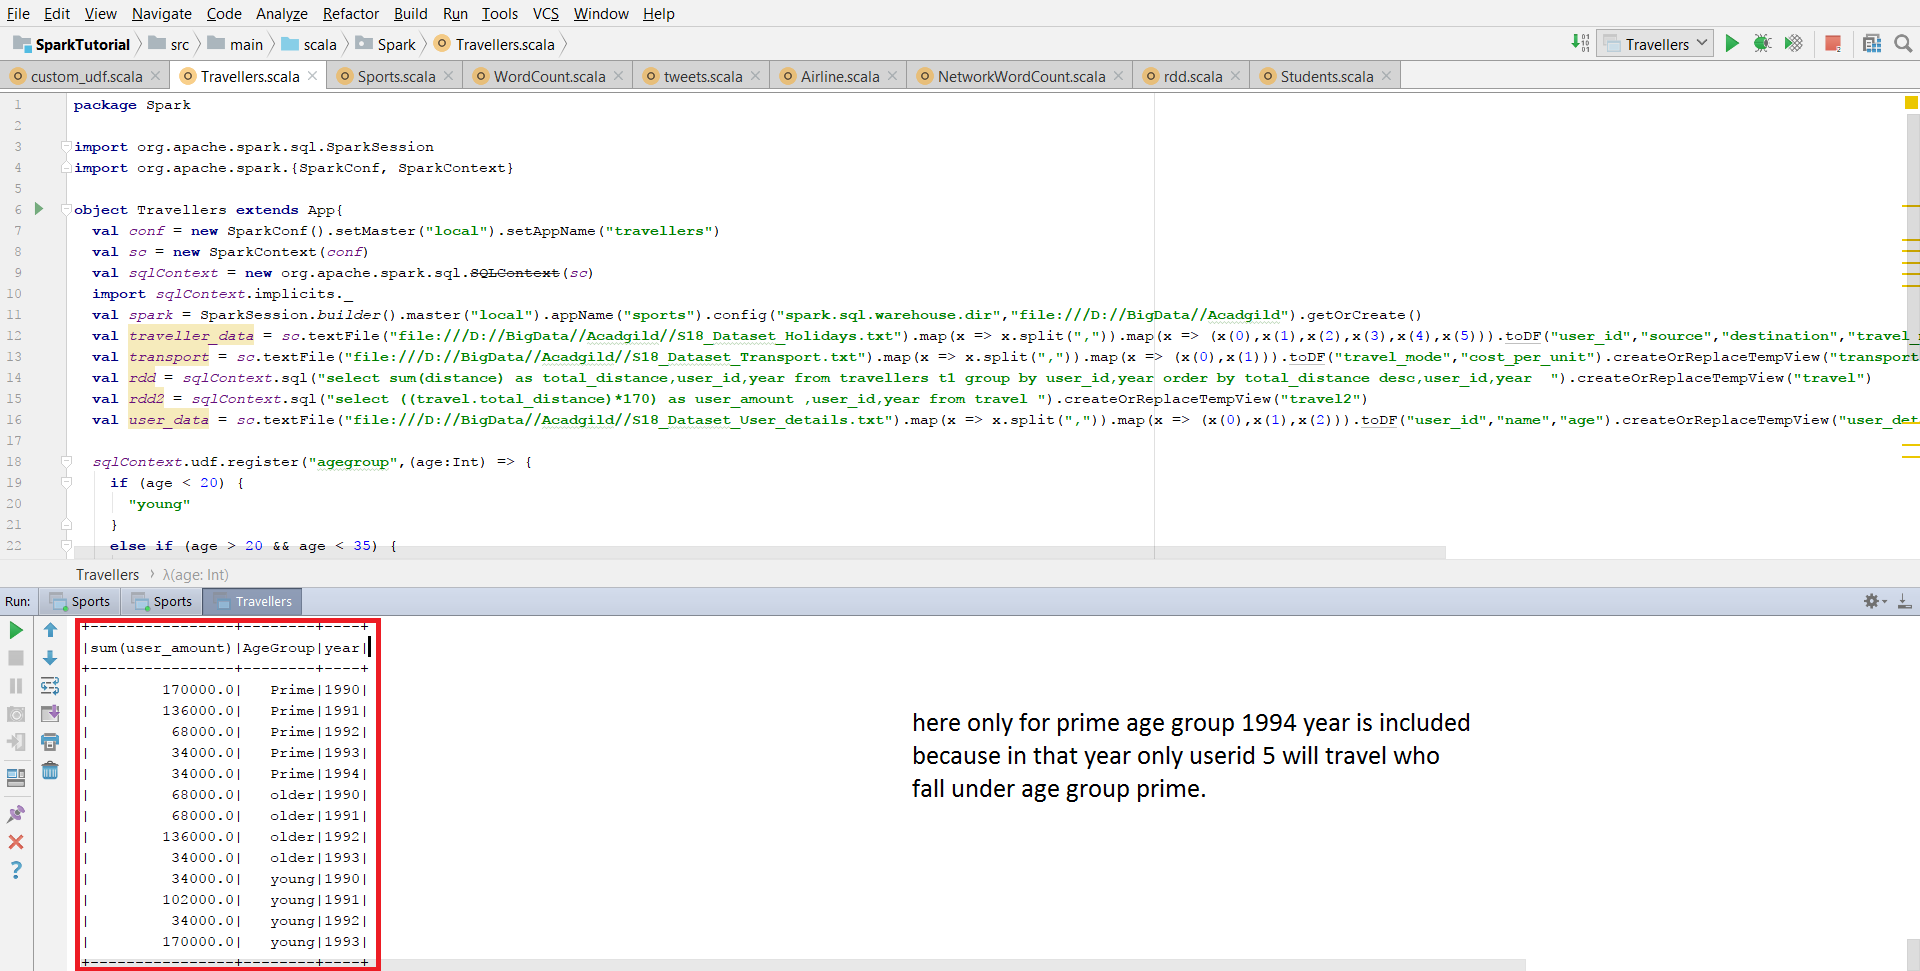 File Edit View Navigate Code Analyze Refactor Build Run Tools VCS Window Help
SparkTutorial src main scala Spark Travellers.scala Travellers
custom_udf.scala Travellers.scala Sports.scala WordCount.scala tweets.scala Airline.scala NetworkWordCount.scala rdd.scala Students.scala
1 package Spark
2
3 import org.apache.spark.sql.SparkSession
4 import org.apache.spark.{SparkConf, SparkContext}
5
6 object Travellers extends App{
7 val conf = new SparkConf().setMaster("local").setAppName("travellers")
8 val sc = new SparkContext(conf)
9 val sqlContext = new org.apache.spark.sql.SQLContext(sc)
10 import sqlContext.implicits._
11 val spark = SparkSession.builder().master("local").appName("sports").config("spark.sql.warehouse.dir","file:///D://BigData//Acadgild").getOrCreate()
12 val traveller_data = sc.textFile("file:///D://BigData//Acadgild//S18_Dataset_Holidays.txt").map(x => x.split(",")).map(x => (x(0),x(1),x(2),x(3),x(4),x(5))).toDF("user_id","source","destination","travel_
13 val transport = sc.textFile("file:///D://BigData//Acadgild//S18_Dataset_Transport.txt").map(x => x.split(",")).map(x => (x(0),x(1))).toDF("travel_mode","cost_per_unit").createOrReplaceTempView("transport
14 val rdd = sqlContext.sql("select sum(distance) as total_distance,user_id,year from travellers t1 group by user_id,year order by total_distance desc,user_id,year  ").createOrReplaceTempView("travel")
15 val rdd2 = sqlContext.sql("select ((travel.total_distance)*170) as user_amount ,user_id,year from travel ").createOrReplaceTempView("travel2")
16 val user_data = sc.textFile("file:///D://BigData//Acadgild//S18_Dataset_User_details.txt").map(x => x.split(",")).map(x => (x(0),x(1),x(2))).toDF("user_id","name","age").createOrReplaceTempView("user_det
17
18 sqlContext.udf.register("agegroup",(age:Int) => {
19 if (age < 20) {
20 "young"
21 }
22 else if (age > 20 && age < 35) {
Travellers › λ(age: Int)
Run: Sports Sports Travellers
+----------------+--------+----+
|sum(user_amount)|AgeGroup|year|
+----------------+--------+----+
|        170000.0|   Prime|1990|
|        136000.0|   Prime|1991|
|         68000.0|   Prime|1992|
|         34000.0|   Prime|1993|
|         34000.0|   Prime|1994|
|         68000.0|   older|1990|
|         68000.0|   older|1991|
|        136000.0|   older|1992|
|         34000.0|   older|1993|
|         34000.0|   young|1990|
|        102000.0|   young|1991|
|         34000.0|   young|1992|
|        170000.0|   young|1993|
+----------------+--------+----+
here only for prime age group 1994 year is included
because in that year only userid 5 will travel who
fall under age group prime.